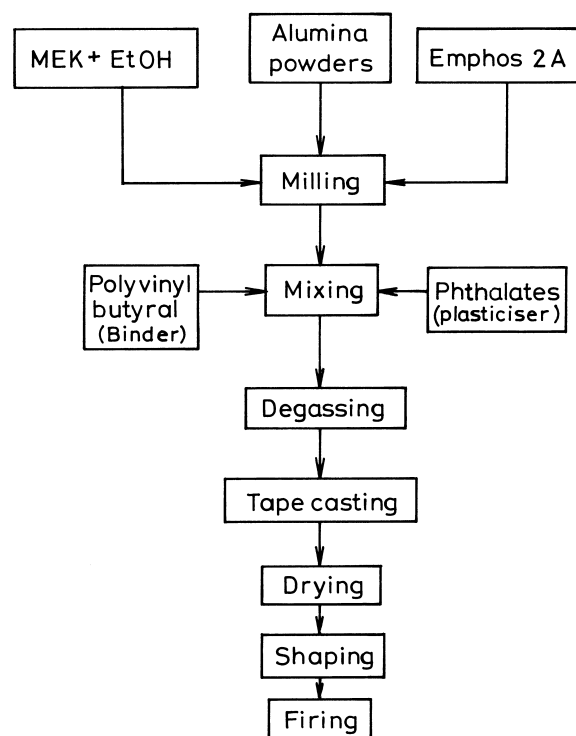 MEK+ EtOH
Alumina
powders
Emphos 2A
Milling
Polyvinyl
butyral
(Binder)
Mixing
Phthalates
(plasticiser)
Degassing
Tape casting
Drying
Shaping
Firing